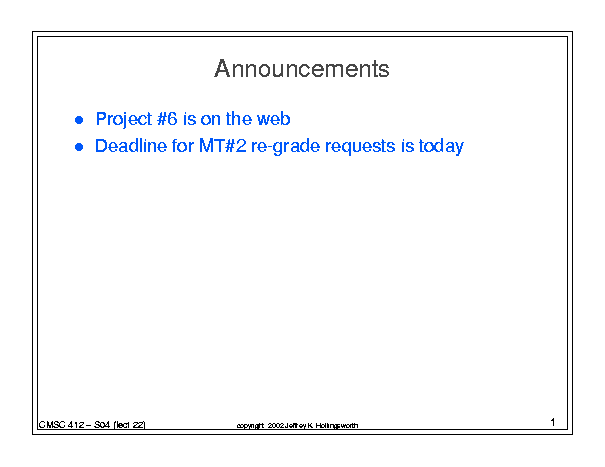 Announcements
● Project #6 is on the web
● Deadline for MT#2 re-grade requests is today
CMSC 412 – S04 (lect 22)
copyright 2002 Jeffrey K. Hollingsworth
1